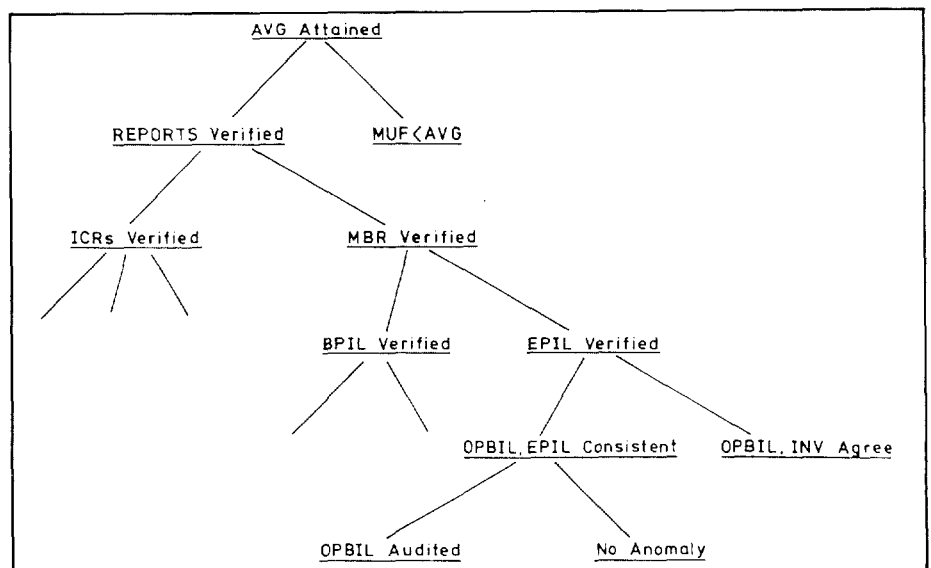 AVG Attained
REPORTS Verified
MUF<AVG
ICRs Verified
MBR Verified
BPIL Verified
EPIL Verified
OPBIL, EPIL Consistent
OPBIL, INV Agree
OPBIL Audited
No Anomaly